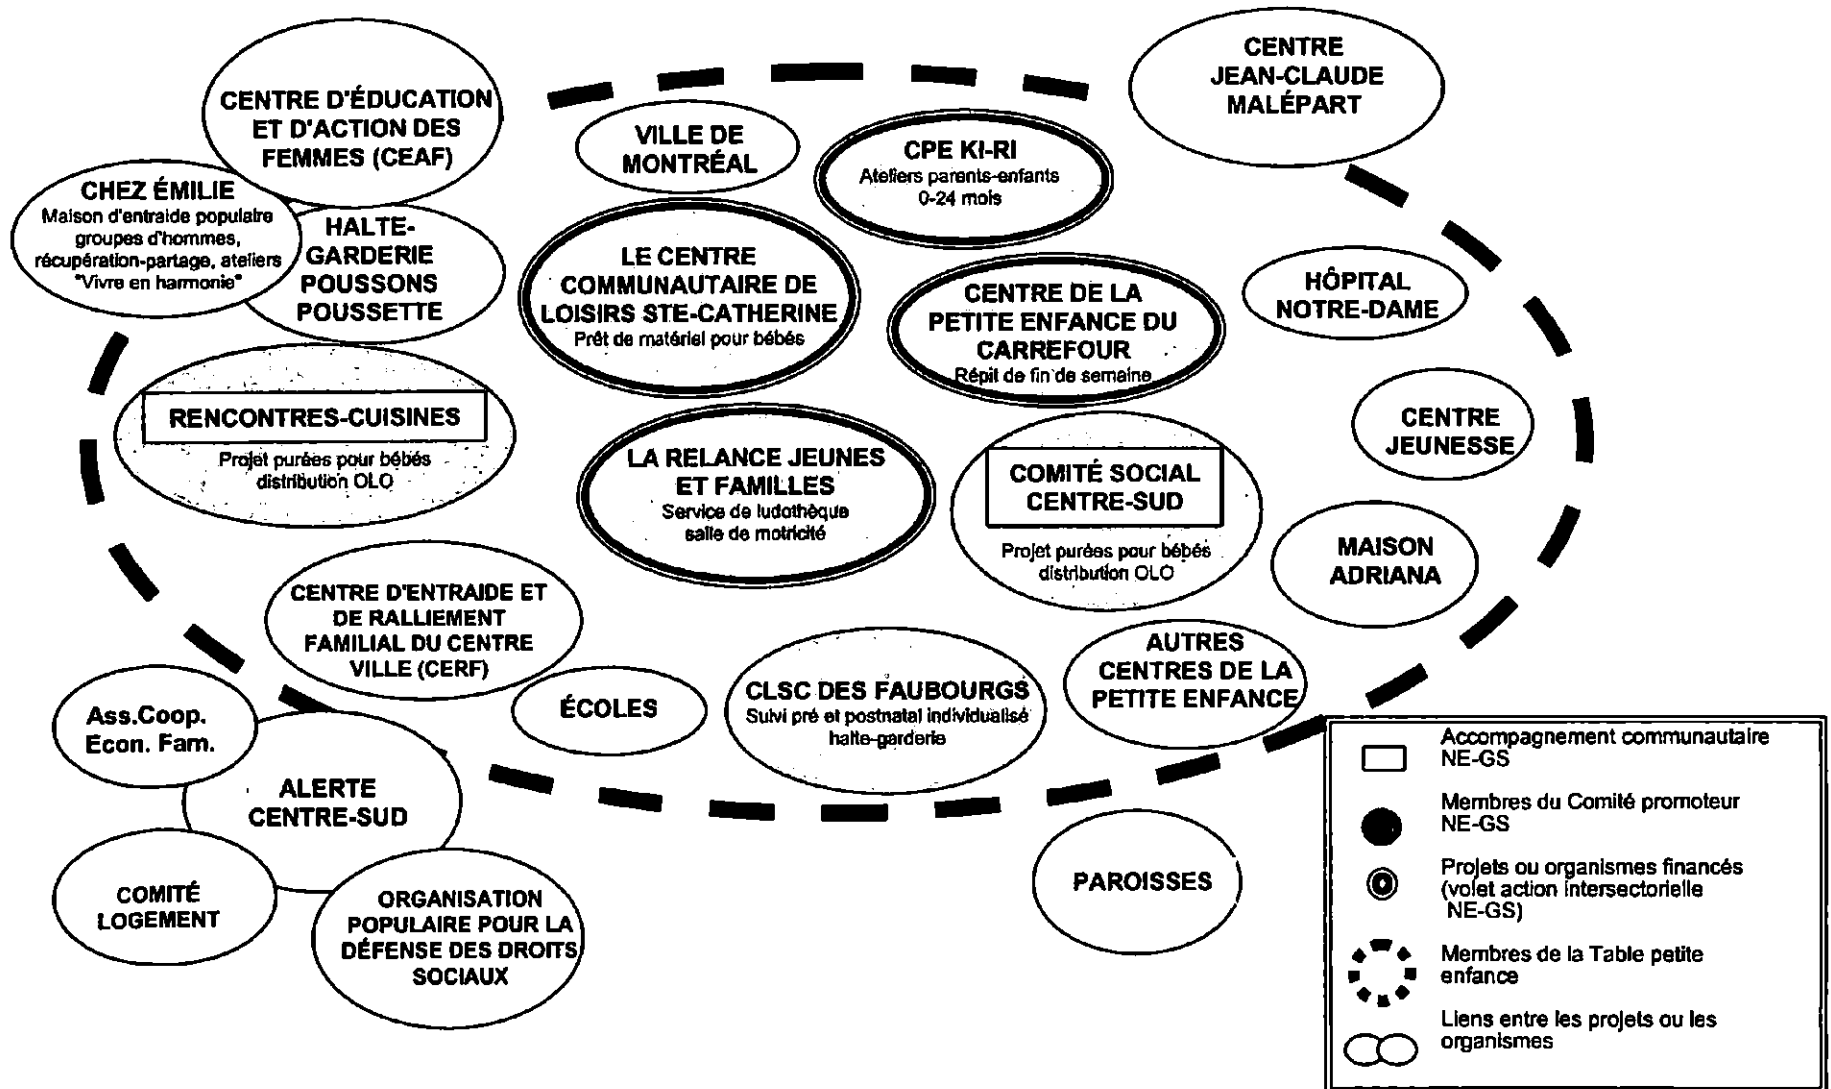 CENTRE D'ÉDUCATION
ET D'ACTION DES
FEMMES (CEAF)
CHEZ ÉMILIE
Maison d'entraide populaire
groupes d'hommes,
récupération-partage, ateliers
"Vivre en harmonie"
HALTE-
GARDERIE
POUSSONS
POUSSETTE
VILLE DE
MONTRÉAL
CPE KI-RI
Ateliers parents-enfants
0-24 mois
CENTRE
JEAN-CLAUDE
MALÉPART
LE CENTRE
COMMUNAUTAIRE DE
LOISIRS STE-CATHERINE
Prêt de matériel pour bébés
CENTRE DE LA
PETITE ENFANCE DU
CARREFOUR
Répit de fin de semaine
HÔPITAL
NOTRE-DAME
RENCONTRES-CUISINES
Projet purées pour bébés
distribution OLO
LA RELANCE JEUNES
ET FAMILLES
Service de ludothèque
salle de motricité
COMITÉ SOCIAL
CENTRE-SUD
Projet purées pour bébés
distribution OLO
CENTRE
JEUNESSE
MAISON
ADRIANA
CENTRE D'ENTRAIDE ET
DE RALLIEMENT
FAMILIAL DU CENTRE
VILLE (CERF)
ÉCOLES
CLSC DES FAUBOURGS
Suivi pré et postnatal individualisé
halte-garderie
AUTRES
CENTRES DE LA
PETITE ENFANCE
Ass.Coop.
Écon. Fam.
ALERTE
CENTRE-SUD
COMITÉ
LOGEMENT
ORGANISATION
POPULAIRE POUR LA
DÉFENSE DES DROITS
SOCIAUX
PAROISSES
Accompagnement communautaire
NE-GS
Membres du Comité promoteur
NE-GS
Projets ou organismes financés
(volet action intersectorielle
NE-GS)
Membres de la Table petite
enfance
Liens entre les projets ou les
organismes